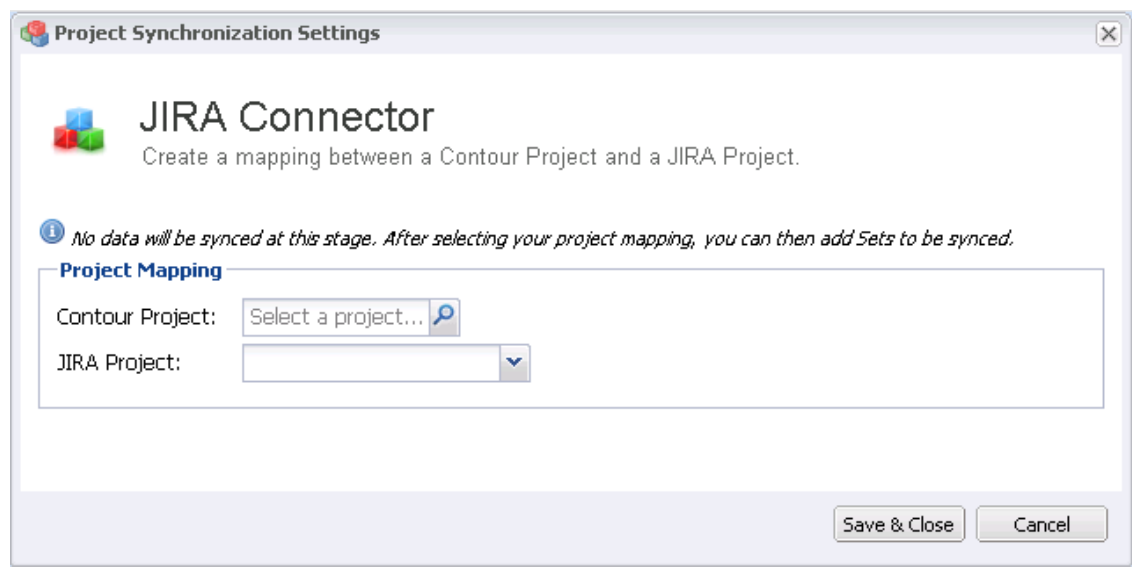 Project Synchronization Settings
JIRA Connector
Create a mapping between a Contour Project and a JIRA Project.
No data will be synced at this stage. After selecting your project mapping, you can then add Sets to be synced.
Project Mapping
Contour Project: Select a project...
JIRA Project:
Save & Close Cancel